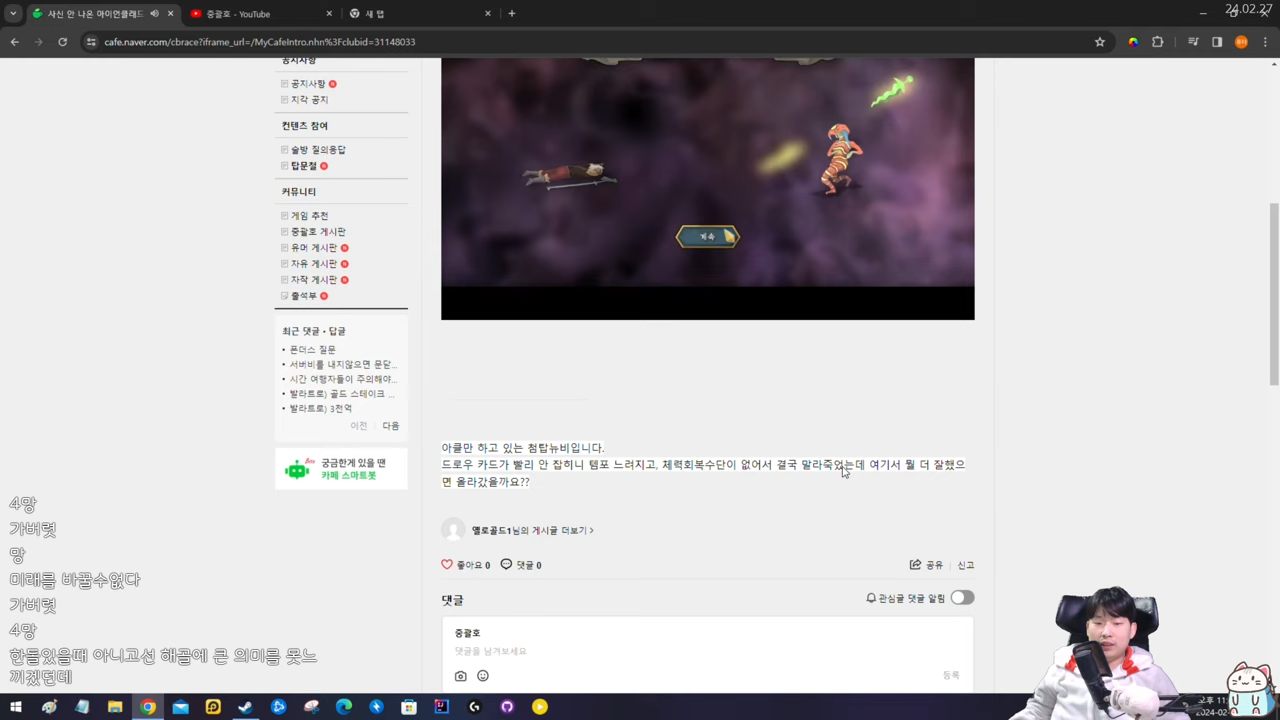 24.02.27
사신 안 나온 아이언클래드
중괄호 - YouTube
새 탭
cafe.naver.com/cbrace?iframe_url=/MyCafeIntro.nhn%3Fclubid=31148033
공지사항
공지사항
지각 공지
컨텐츠 참여
술방 질의응답
탑문철
커뮤니티
게임 추천
중괄호 게시판
유머 게시판
자유 게시판
자작 게시판
출석부
최근 댓글 · 답글
폰더스 질문
서버비를 내지않으면 문닫...
시간 여행자들이 주의해야...
발라트로) 골드 스테이크 ...
발라트로) 3천억
이전 다음
궁금한게 있을 땐
카페 스마트봇
계속
아클만 하고 있는 첨탑뉴비입니다.
드로우 카드가 빨리 안 잡히니 템포 느려지고, 체력회복수단이 없어서 결국 말라죽었는데 여기서 뭘 더 잘했으
면 올라갔을까요??
옐로골드1님의 게시글 더보기 >
좋아요 0 댓글 0
공유 신고
댓글
관심글 댓글 알림
중괄호
댓글을 남겨보세요
등록
4망
가버렷
망
미래를 바꿀수없다
가버렷
4망
한돌있을때 아니고선 해골에 큰 의미를 못느
끼겠던데